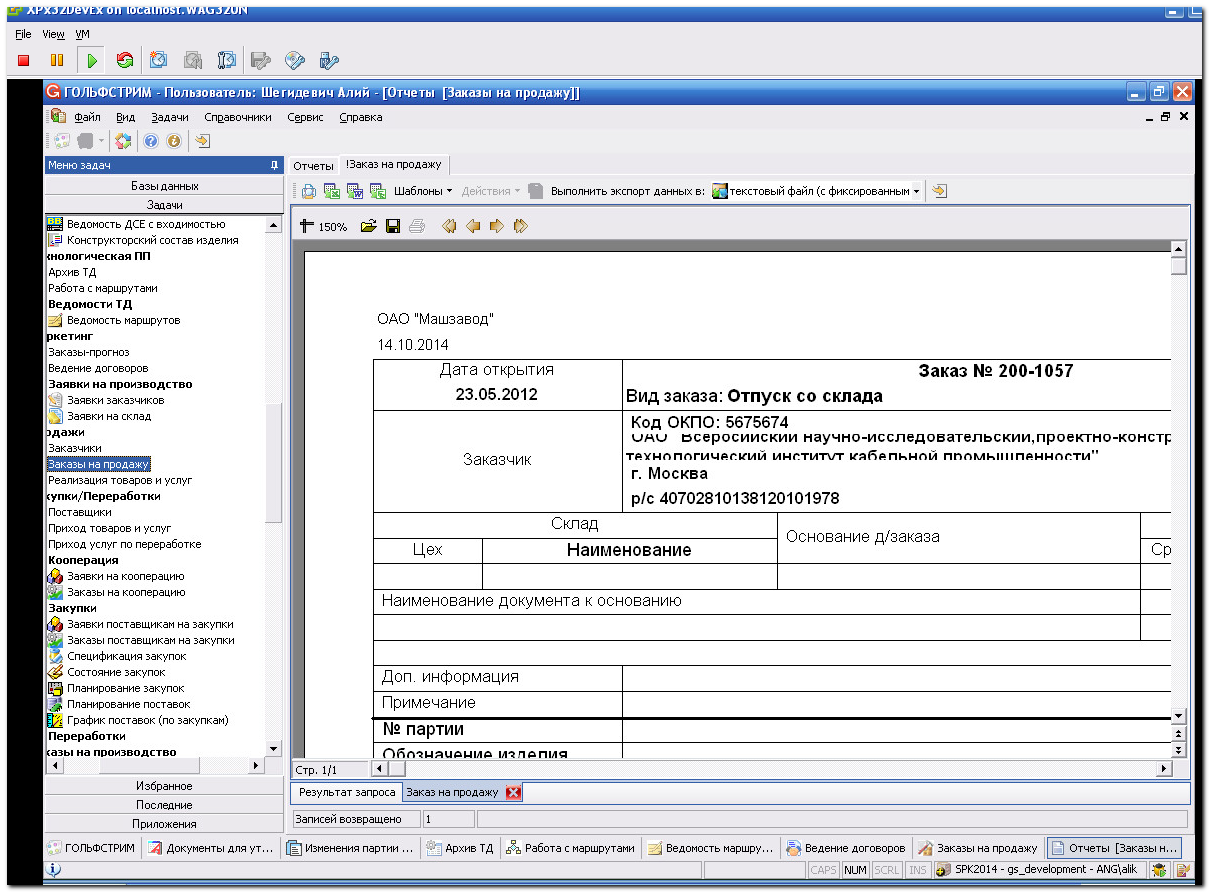 XPx32DevEx on localhost.WAG32UN
File View VM
ГОЛЬФСТРИМ - Пользователь: Шегидевич Алий - [Отчеты [Заказы на продажу]]
Файл Вид Задачи Справочники Сервис Справка
Меню задач
Базы данных
Задачи
Ведомость ДСЕ с входимостью
Конструкторский состав изделия
хнологическая ПП
Архив ТД
Работа с маршрутами
Ведомости ТД
Ведомость маршрутов
ркетинг
Заказы-прогноз
Ведение договоров
Заявки на производство
Заявки заказчиков
Заявки на склад
одажи
Заказчики
Заказы на продажу
Реализация товаров и услуг
купки/Переработки
Поставщики
Приход товаров и услуг
Приход услуг по переработке
Кооперация
Заявки на кооперацию
Заказы на кооперацию
Закупки
Заявки поставщикам на закупки
Заказы поставщикам на закупки
Спецификация закупок
Состояние закупок
Планирование закупок
Планирование поставок
График поставок (по закупкам)
Переработки
казы на производство
Избранное
Последние
Приложения
Отчеты !Заказ на продажу
Шаблоны Действия Выполнить экспорт данных в: текстовый файл (с фиксированным
150%
ОАО "Машзавод"
14.10.2014
Дата открытия
23.05.2012
Заказ № 200-1057
Вид заказа: Отпуск со склада
Заказчик
Код ОКПО: 5675674
ОАО "Всеросийский научно-исследовательский,проектно-констр
технологический институт кабельной промышленности"
г. Москва
р/с 40702810138120101978
Склад
Основание д/заказа
Цех Наименование Ср
Наименование документа к основанию
Доп. информация
Примечание
№ партии
Обозначение изделия
Стр. 1/1
Результат запроса Заказ на продажу
Записей возвращено 1
ГОЛЬФСТРИМ Документы для ут... Изменения партии ... Архив ТД Работа с маршрутами Ведомость маршру... Ведение договоров Заказы на продажу Отчеты [Заказы н...
CAPS NUM SCRL INS SPK2014 - gs_development - ANG\alik